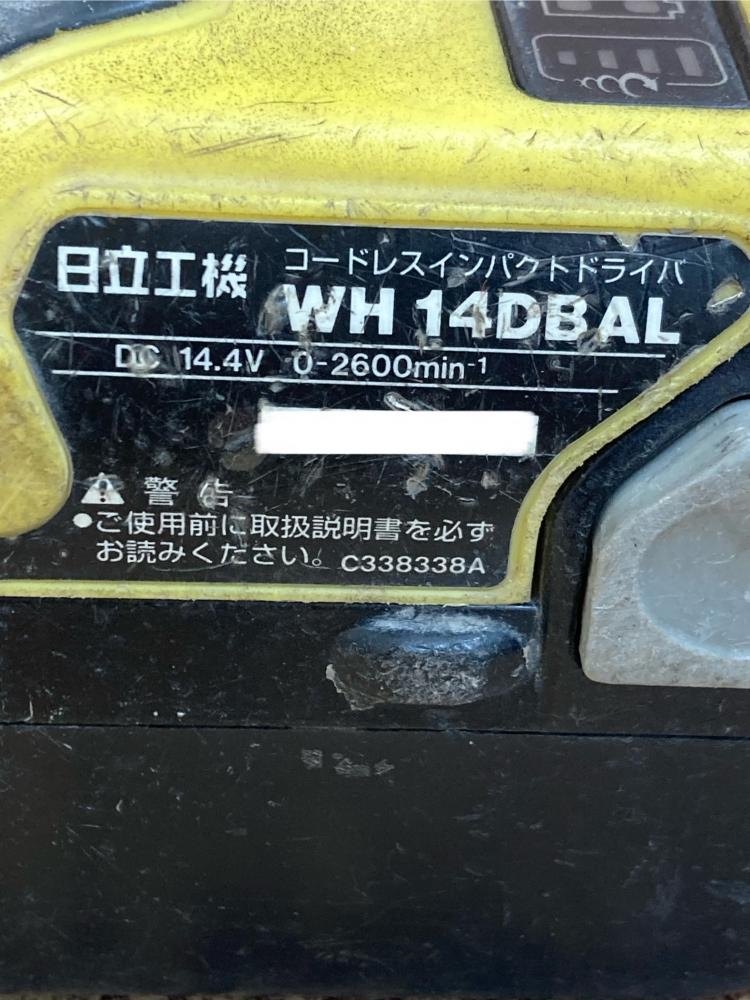 日立工機
コードレスインパクトドライバ
WH 14DBAL
DC 14.4V 0-2600min-1
警告
●ご使用前に取扱説明書を必ず
お読みください。 C338338A